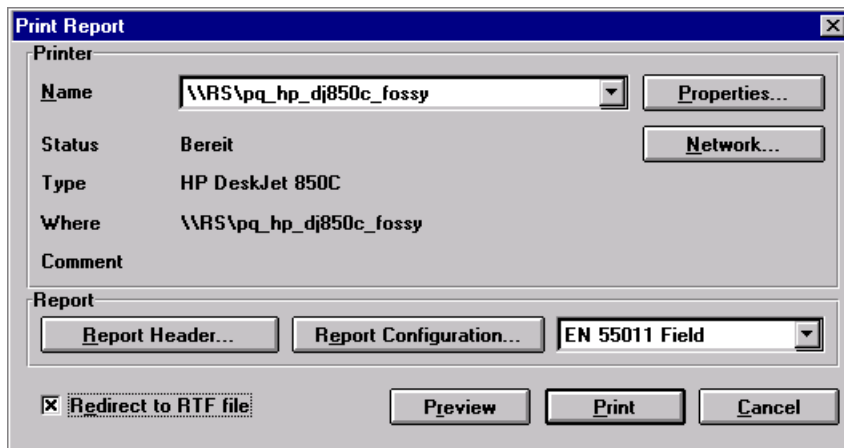 Print Report
Printer
Name \\RS\pq_hp_dj850c_fossy Properties...
Status Bereit Network...
Type HP DeskJet 850C
Where \\RS\pq_hp_dj850c_fossy
Comment
Report
Report Header... Report Configuration... EN 55011 Field
Redirect to RTF file Preview Print Cancel